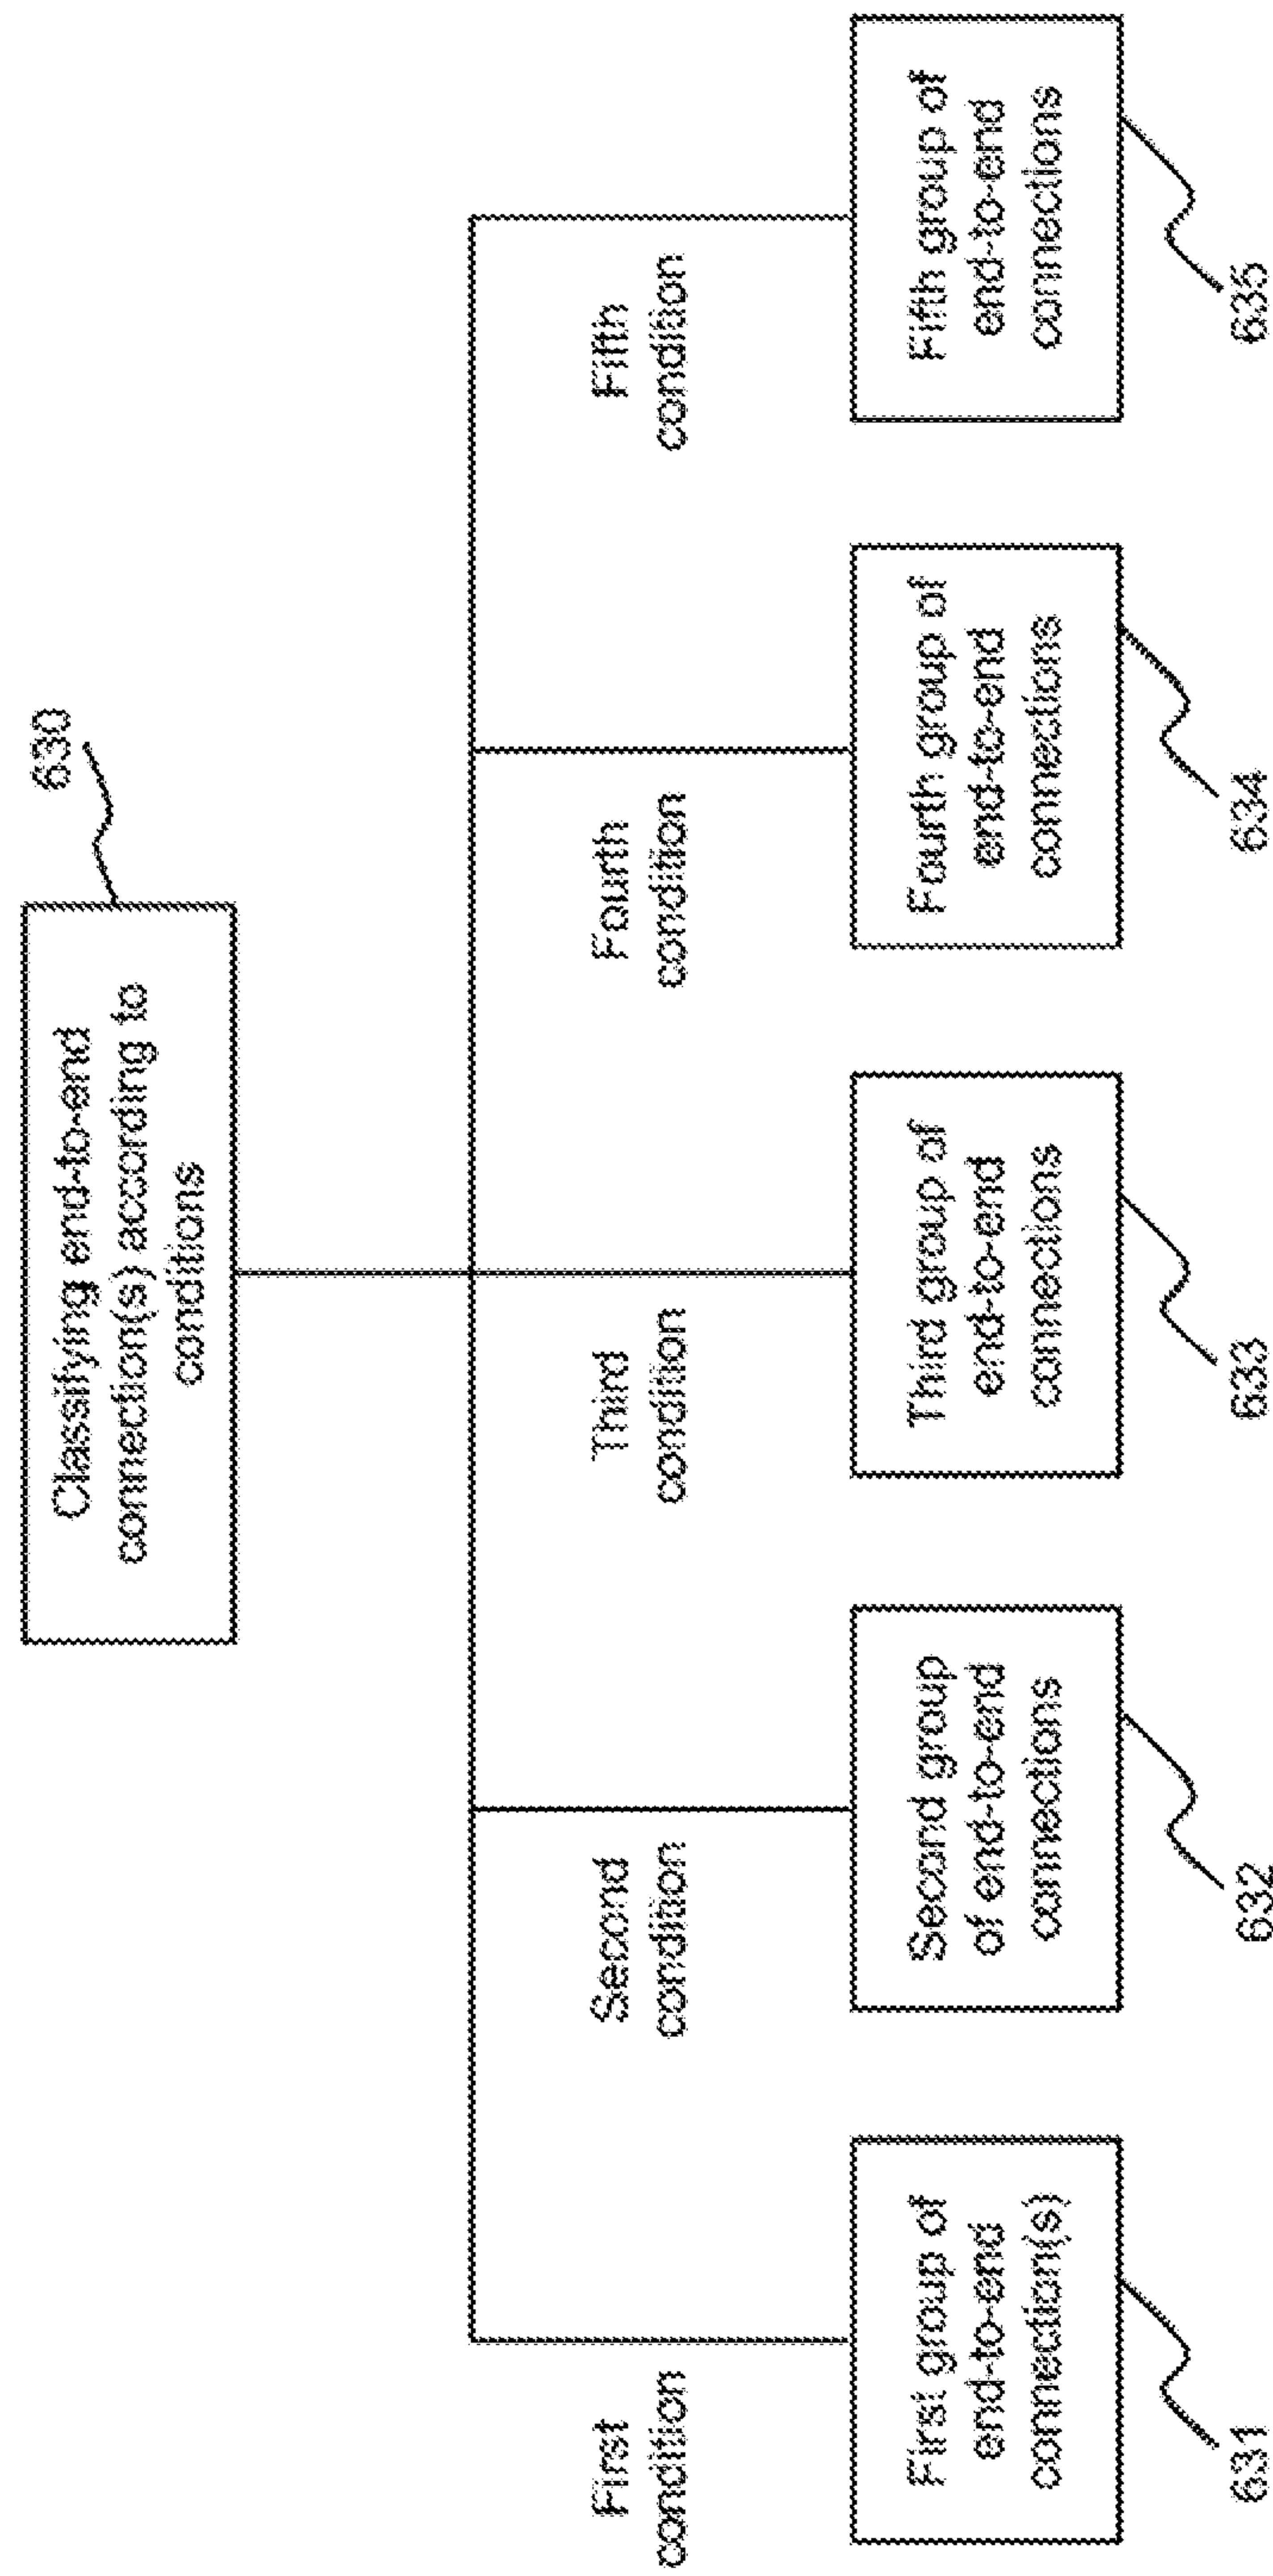 630
Classifying end-to-end
connection(s) according to
conditions
First
condition
Second
condition
Third
condition
Fourth
condition
Fifth
condition
First group of
end-to-end
connection(s)
Second group
of end-to-end
connections
Third group of
end-to-end
connections
Fourth group of
end-to-end
connections
Fifth group of
end-to-end
connections
631
632
633
634
635